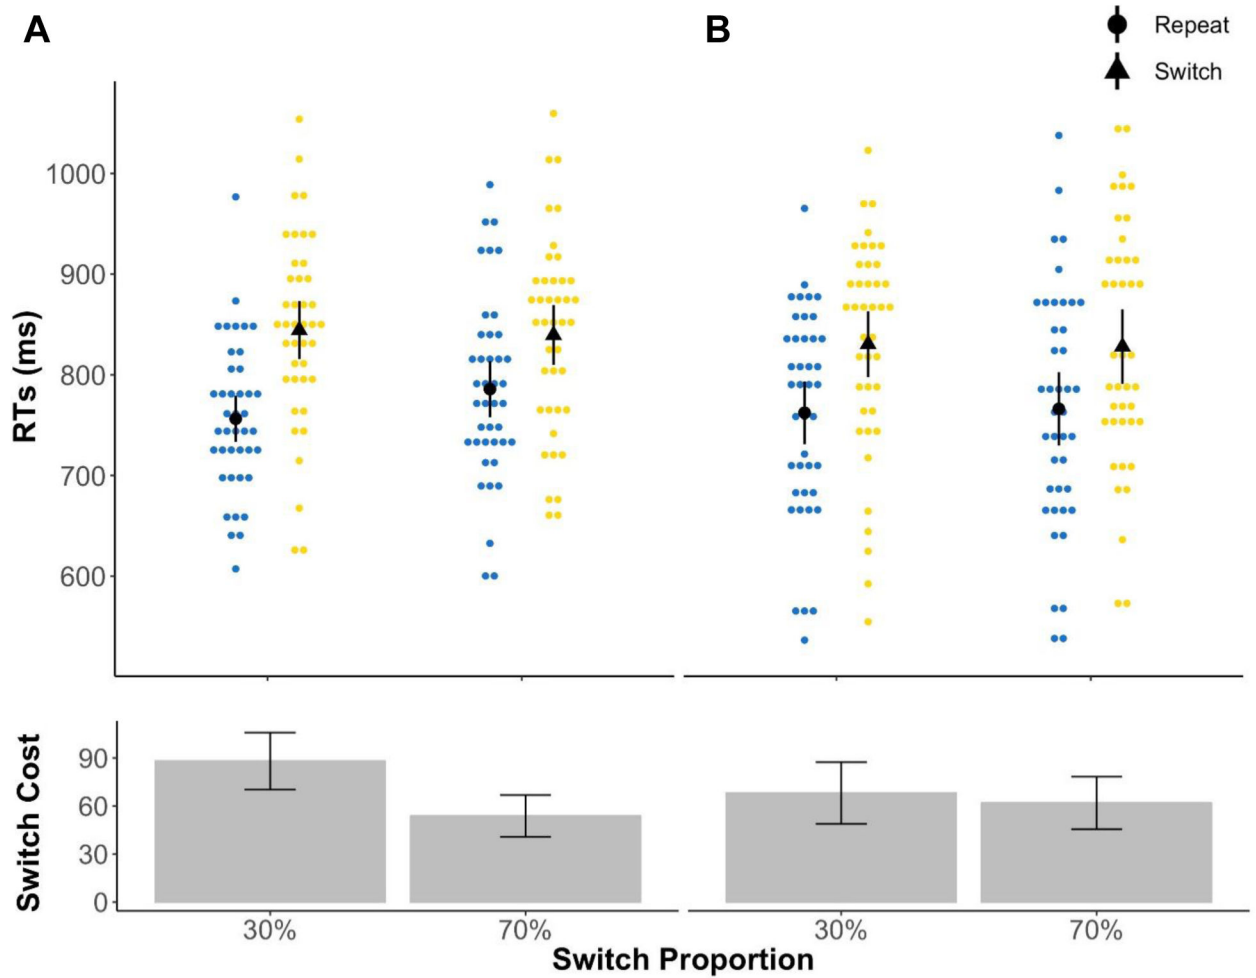 A
B
Repeat
Switch
RTs (ms)
1000
900
800
700
600
Switch Cost
90
60
30
0
30%
70%
30%
70%
Switch Proportion